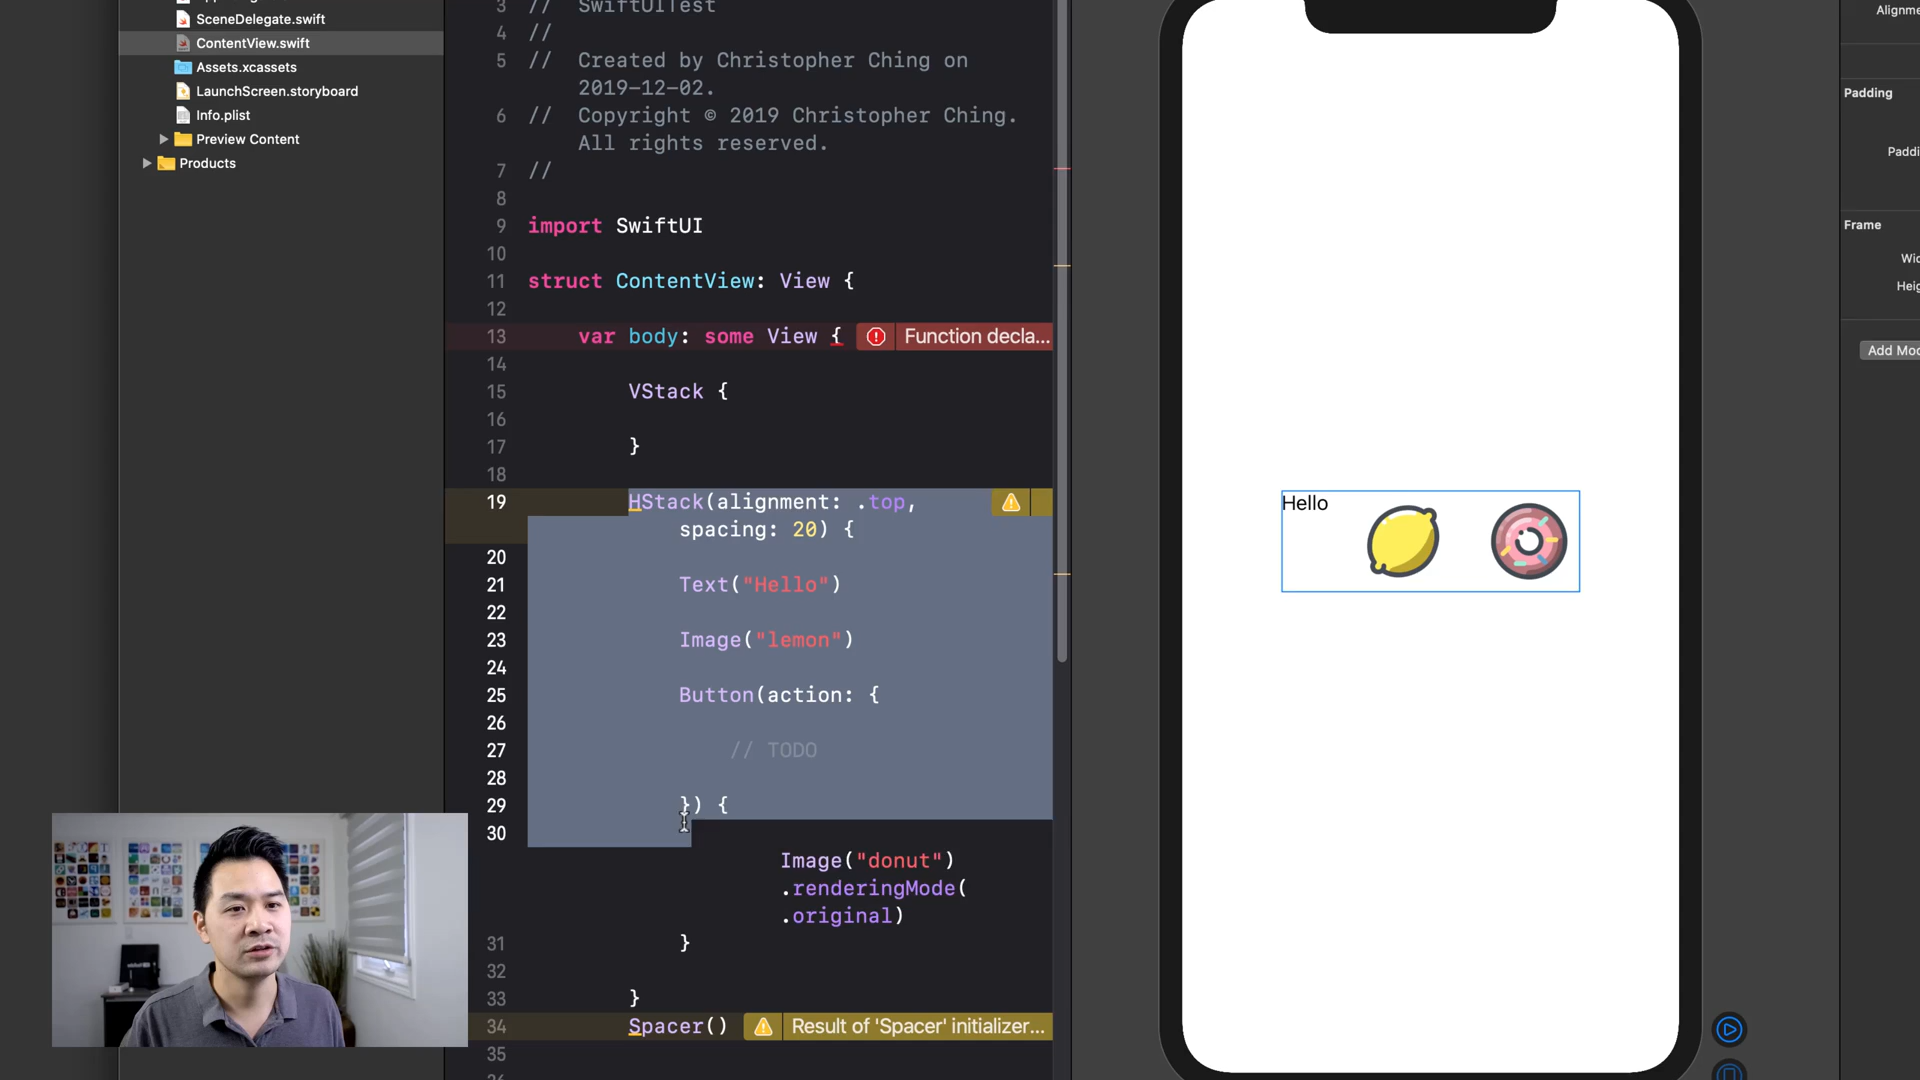 SceneDelegate.swift
ContentView.swift
Assets.xcassets
LaunchScreen.storyboard
Info.plist
Preview Content
Products
3 // SwiftUITest
4 //
5 // Created by Christopher Ching on
2019-12-02.
6 // Copyright © 2019 Christopher Ching.
All rights reserved.
7 //
8
9 import SwiftUI
10
11 struct ContentView: View {
12
13 var body: some View { Function decla...
14
15 VStack {
16
17 }
18
19 HStack(alignment: .top,
spacing: 20) {
20
21 Text("Hello")
22
23 Image("lemon")
24
25 Button(action: {
26
27 // TODO
28
29 }) {
30
Image("donut")
.renderingMode(
.original)
31 }
32
33 }
34 Spacer() Result of 'Spacer' initializer...
35
Hello
Alignme
Padding
Paddi
Frame
Wid
Heig
Add Mod